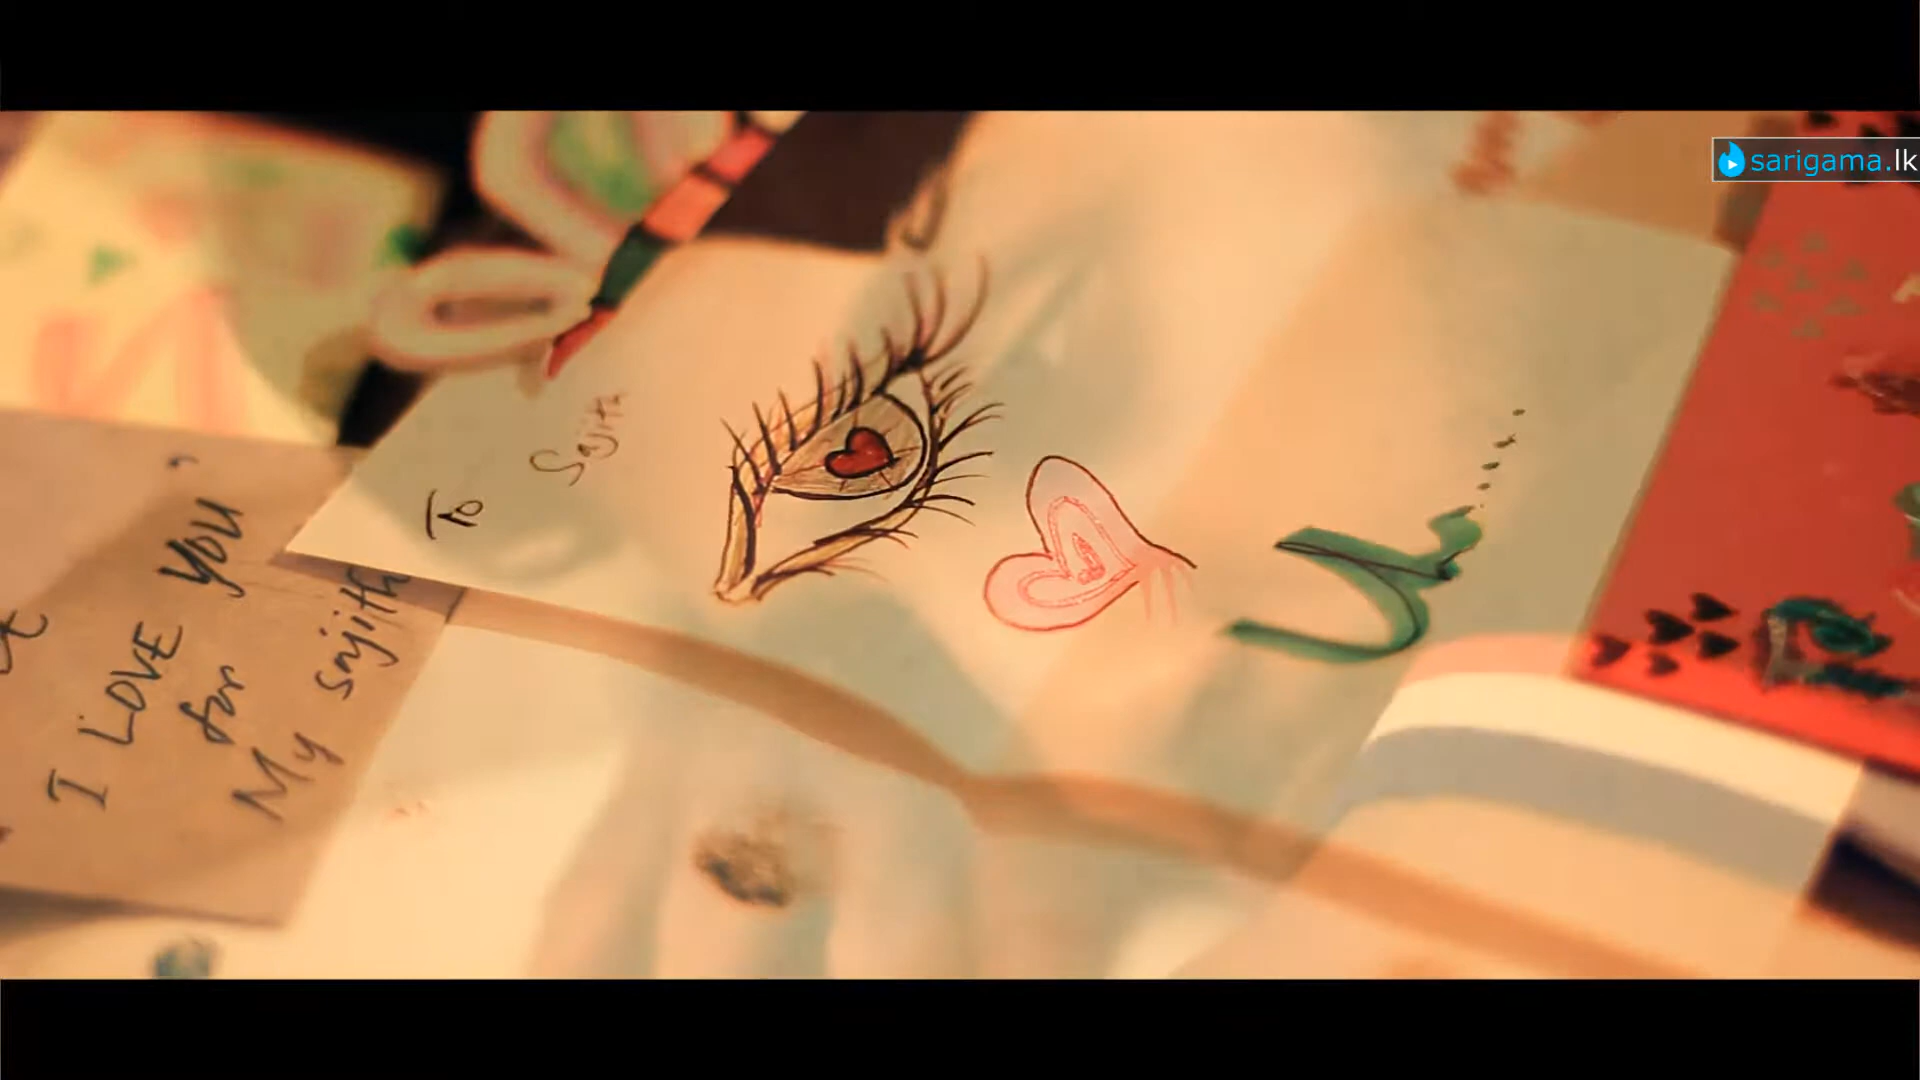 sarigama.lk
To Sajith
u.....
I LOVE YOU
for
My sajith